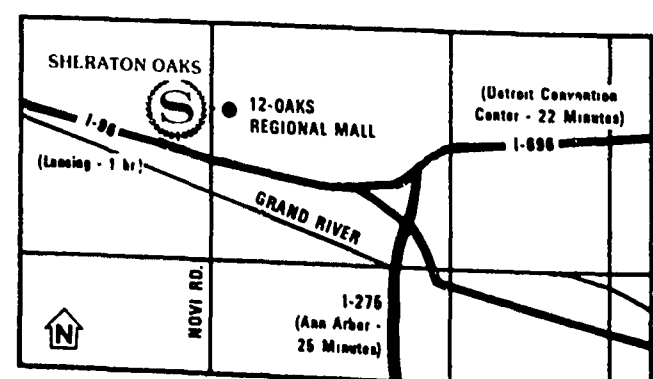 SHERATON OAKS
S
12-OAKS
REGIONAL MALL
(Detroit Convention
Center - 22 Minutes)
I-96
I-696
(Lansing - 1 hr)
GRAND RIVER
NOVI RD.
I-275
(Ann Arbor -
25 Minutes)
N